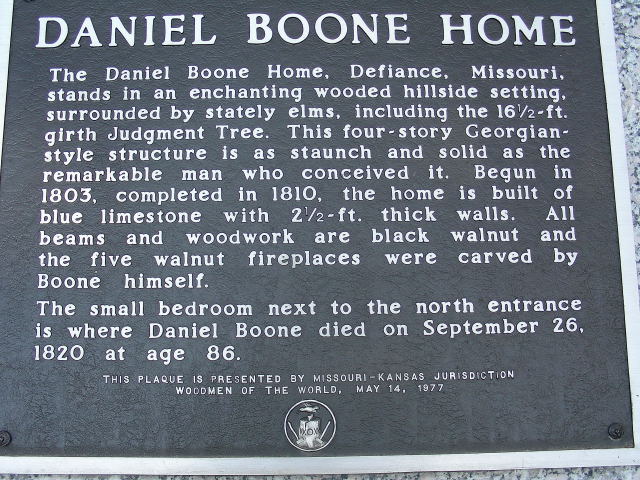 DANIEL BOONE HOME
The Daniel Boone Home, Defiance, Missouri,
stands in an enchanting wooded hillside setting,
surrounded by stately elms, including the 16½-ft.
girth Judgment Tree. This four-story Georgian-
style structure is as staunch and solid as the
remarkable man who conceived it. Begun in
1803, completed in 1810, the home is built of
blue limestone with 2½-ft. thick walls. All
beams and woodwork are black walnut and
the five walnut fireplaces were carved by
Boone himself.
The small bedroom next to the north entrance
is where Daniel Boone died on September 26,
1820 at age 86.
THIS PLAQUE IS PRESENTED BY MISSOURI-KANSAS JURISDICTION
WOODMEN OF THE WORLD, MAY 14, 1977